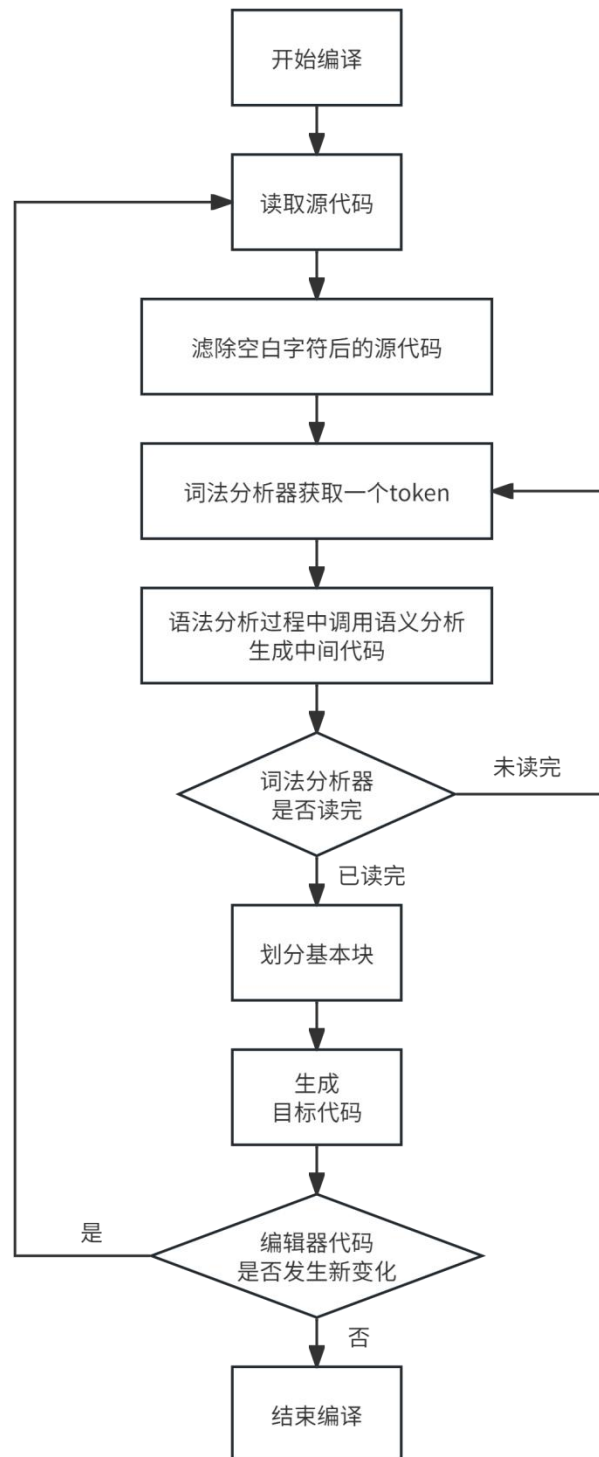 开始编译
读取源代码
滤除空白字符后的源代码
词法分析器获取一个token
语法分析过程中调用语义分析
生成中间代码
词法分析器
是否读完
未读完
已读完
划分基本块
生成
目标代码
是
编辑器代码
是否发生新变化
否
结束编译